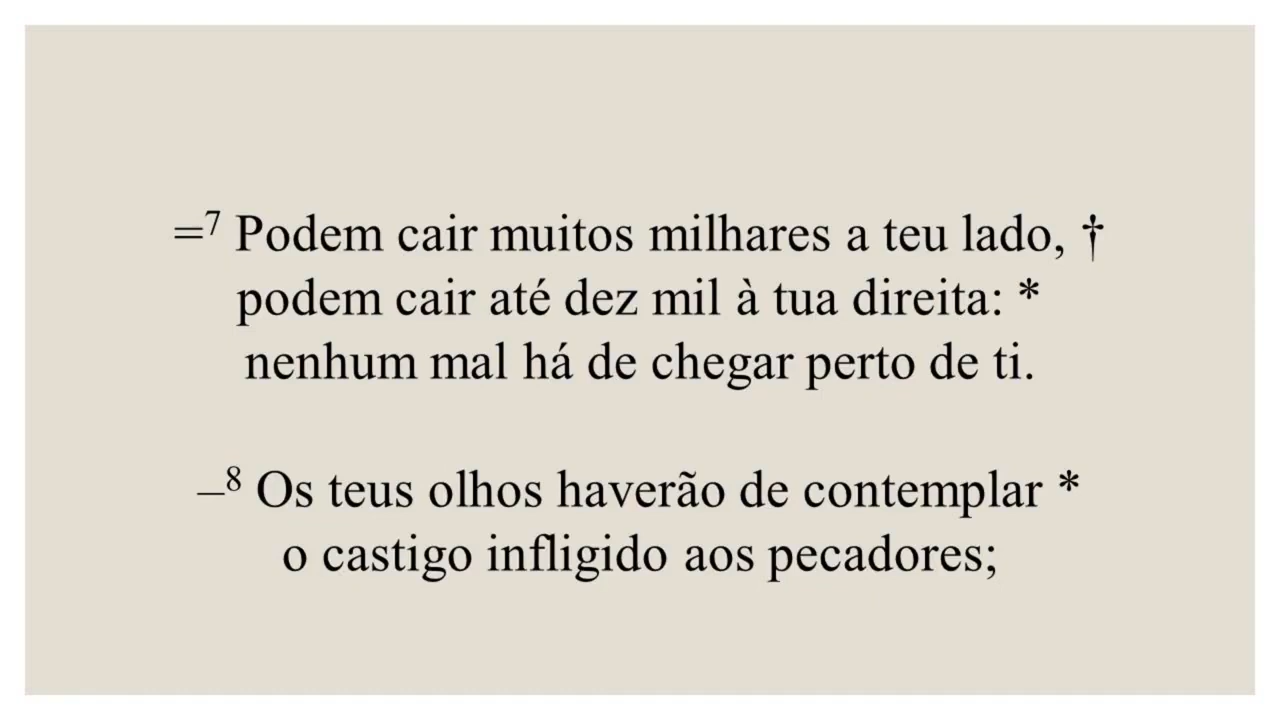 =⁷ Podem cair muitos milhares a teu lado, †
podem cair até dez mil à tua direita: *
nenhum mal há de chegar perto de ti.
–⁸ Os teus olhos haverão de contemplar *
o castigo infligido aos pecadores;